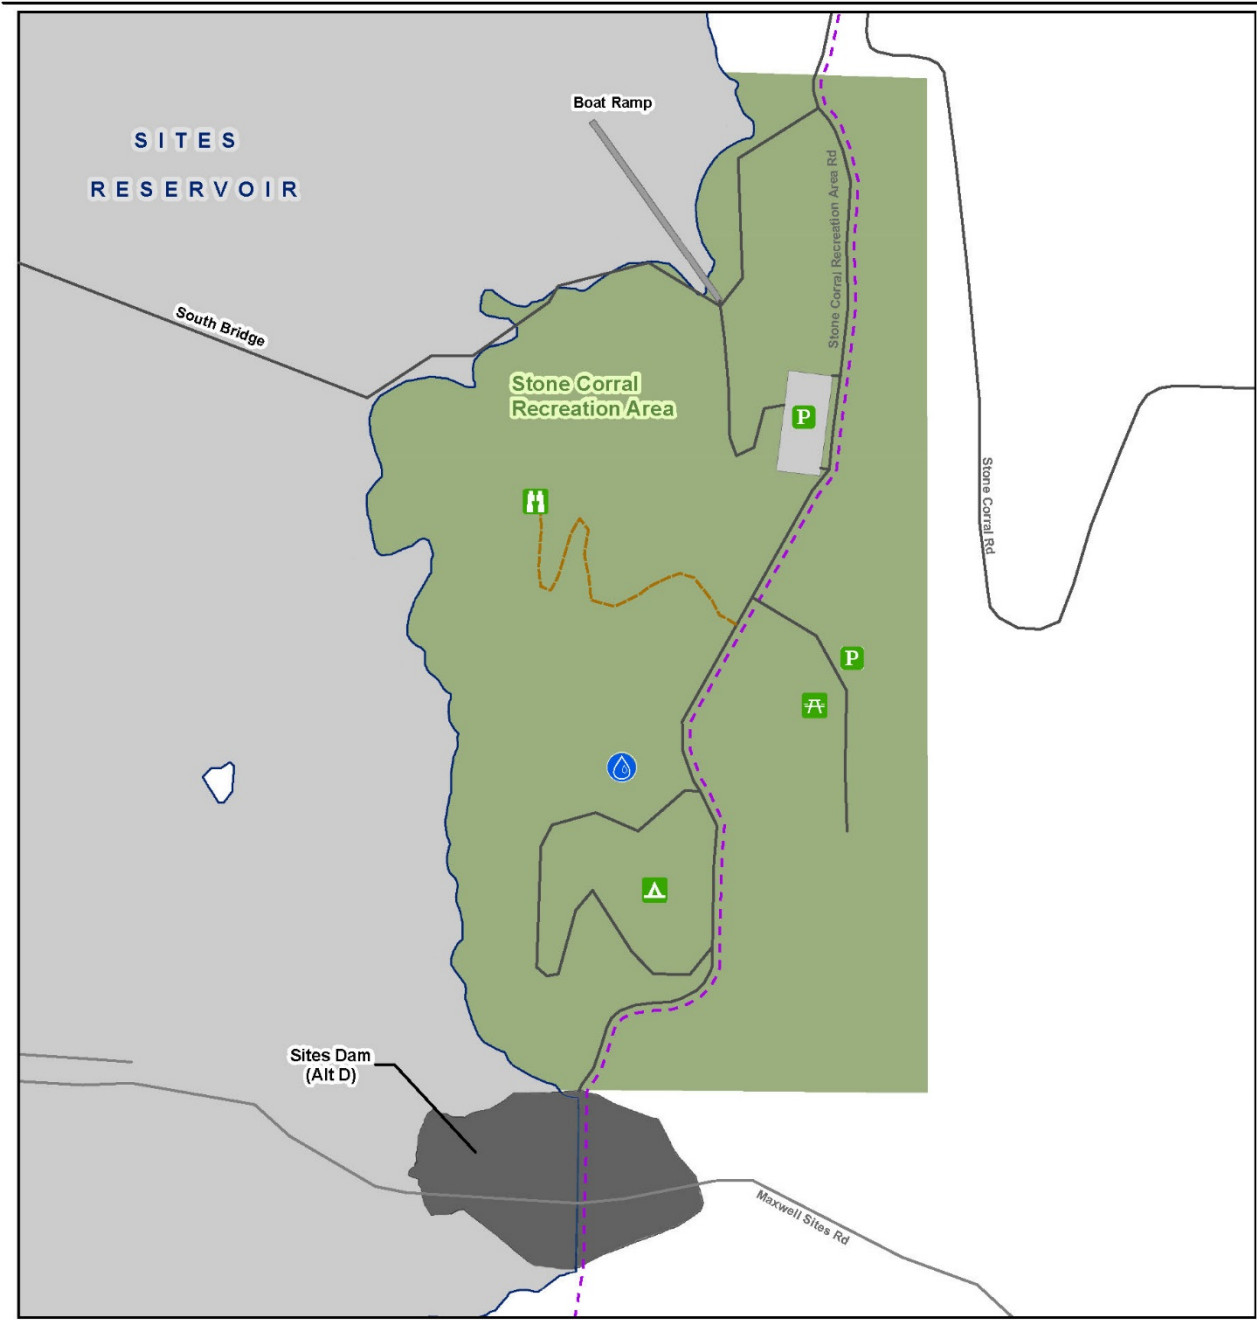 Boat Ramp
SITES
RESERVOIR
Stone Corral Recreation Area Rd
South Bridge
Stone Corral
Recreation Area
P
Stone Corral Rd
P
Sites Dam
(Alt D)
Maxwell Sites Rd